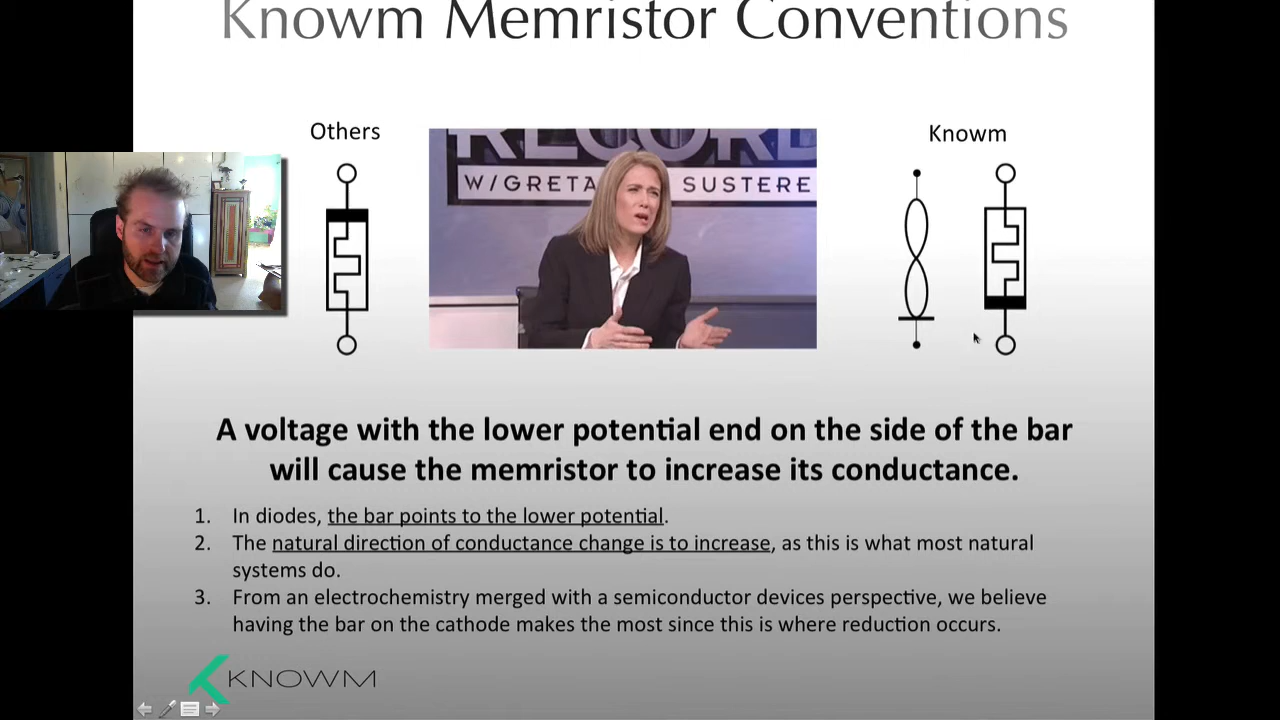 Knowm Memristor Conventions
Others
Knowm
RECORD
W/GRETA SUSTERE
A voltage with the lower potential end on the side of the bar
will cause the memristor to increase its conductance.
1. In diodes, the bar points to the lower potential.
2. The natural direction of conductance change is to increase, as this is what most natural
systems do.
3. From an electrochemistry merged with a semiconductor devices perspective, we believe
having the bar on the cathode makes the most since this is where reduction occurs.
KNOWM